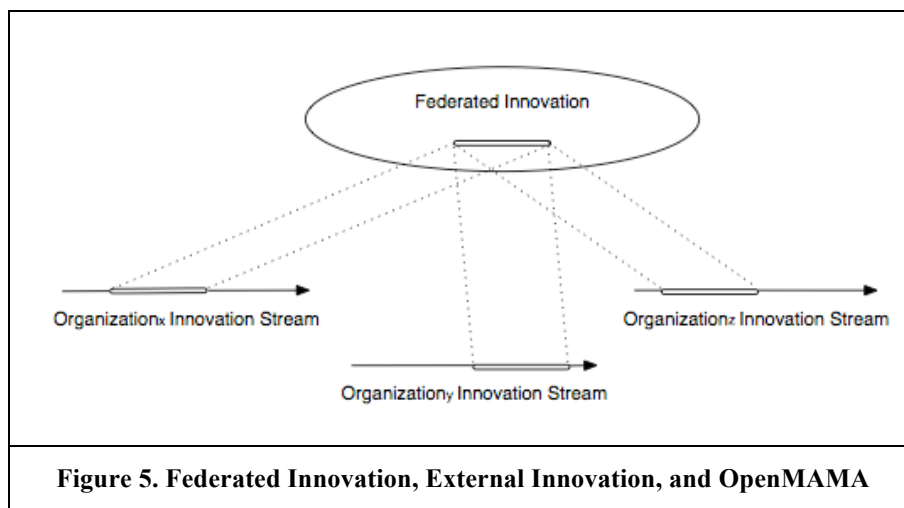 Federated Innovation
Organizationx Innovation Stream
Organizationz Innovation Stream
Organizationy Innovation Stream
Figure 5. Federated Innovation, External Innovation, and OpenMAMA